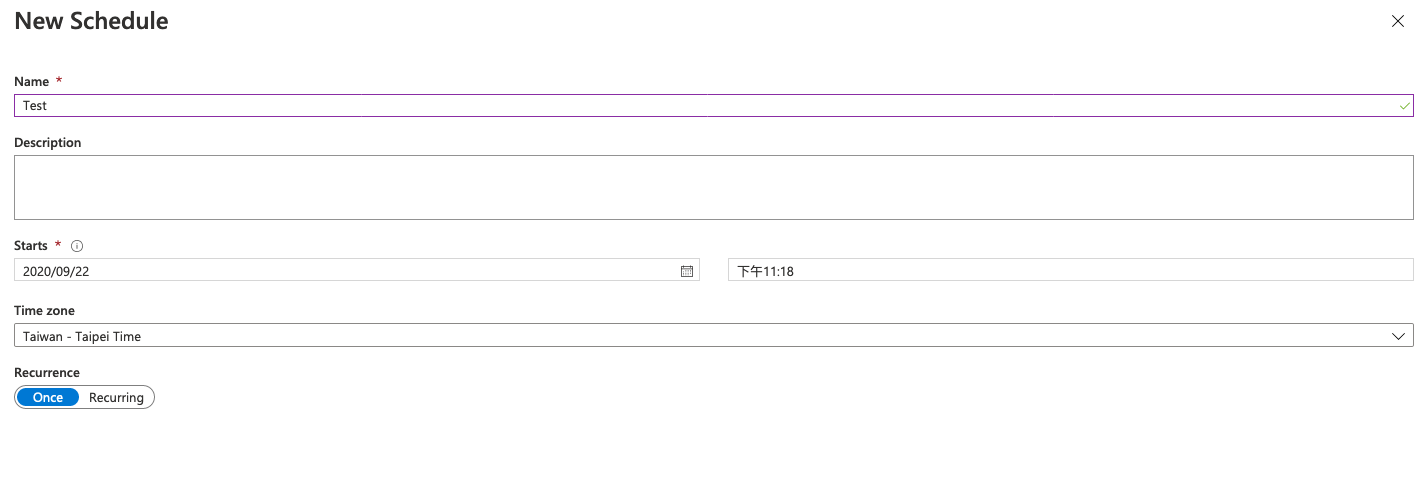 New Schedule
Name *
Test
Description
Starts *
2020/09/22 下午11:18
Time zone
Taiwan - Taipei Time
Recurrence
Once Recurring